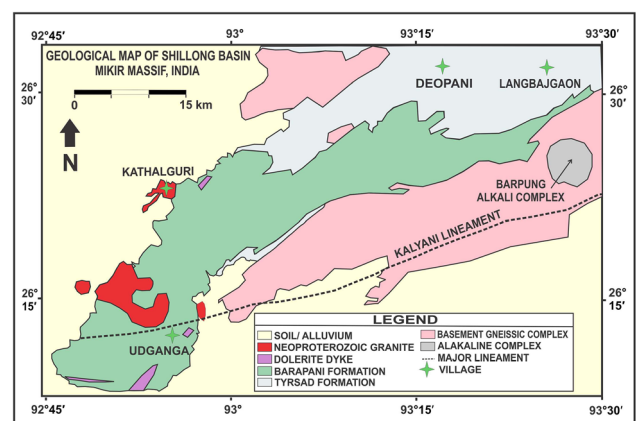 92°45'
93°
93°15'
93°30'
GEOLOGICAL MAP OF SHILLONG BASIN
MIKIR MASSIF, INDIA
0
15 km
26°
30'
26°
30'
N
DEOPANI
LANGBAJGAON
KATHALGURI
BARPUNG
ALKALI COMPLEX
KALYANI LINEAMENT
26°
15'
26°
15'
UDGANGA
LEGEND
SOIL/ ALLUVIUM
NEOPROTEROZOIC GRANITE
DOLERITE DYKE
BARAPANI FORMATION
TYRSAD FORMATION
BASEMENT GNEISSIC COMPLEX
ALAKALINE COMPLEX
MAJOR LINEAMENT
VILLAGE
92°45'
93°
93°15'
93°30'